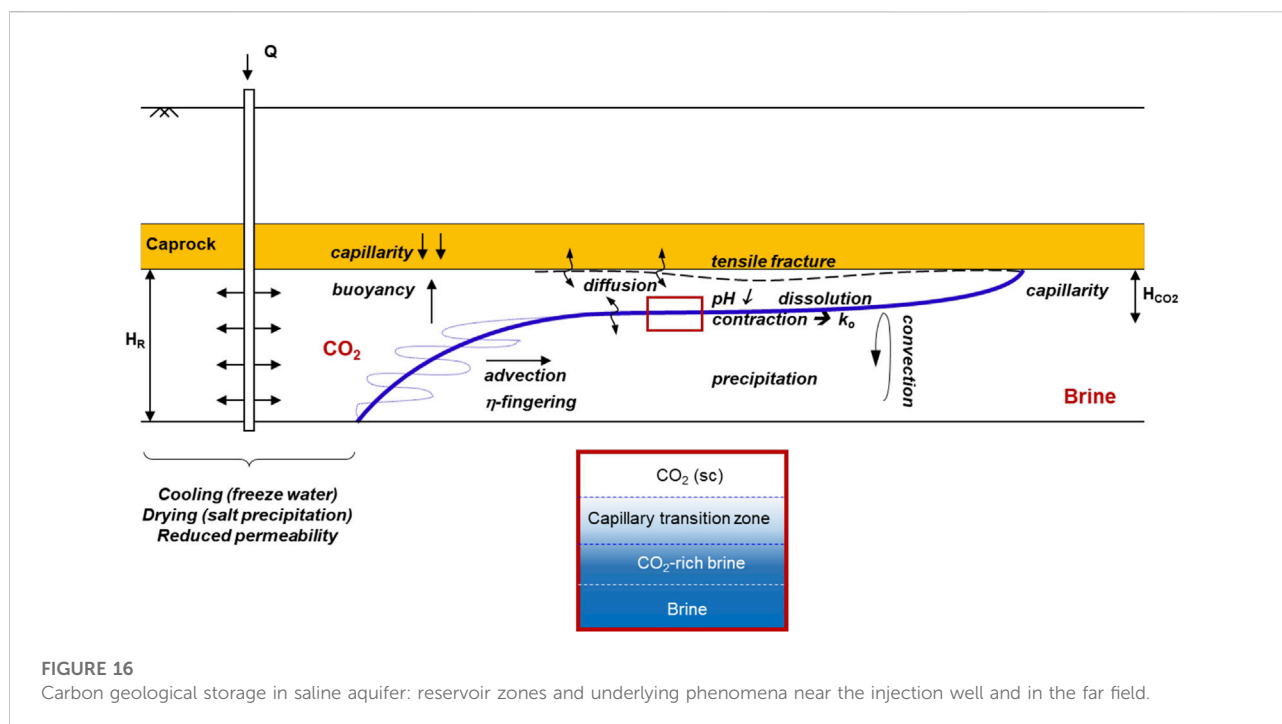 Q
Caprock
capillarity
tensile fracture
buoyancy
diffusion
pH ↓ dissolution
contraction → kₒ
capillarity
H_CO2
H_R
CO₂
advection
η-fingering
precipitation
convection
Brine
Cooling (freeze water)
Drying (salt precipitation)
Reduced permeability
CO₂ (sc)
Capillary transition zone
CO₂-rich brine
Brine
FIGURE 16
Carbon geological storage in saline aquifer: reservoir zones and underlying phenomena near the injection well and in the far field.